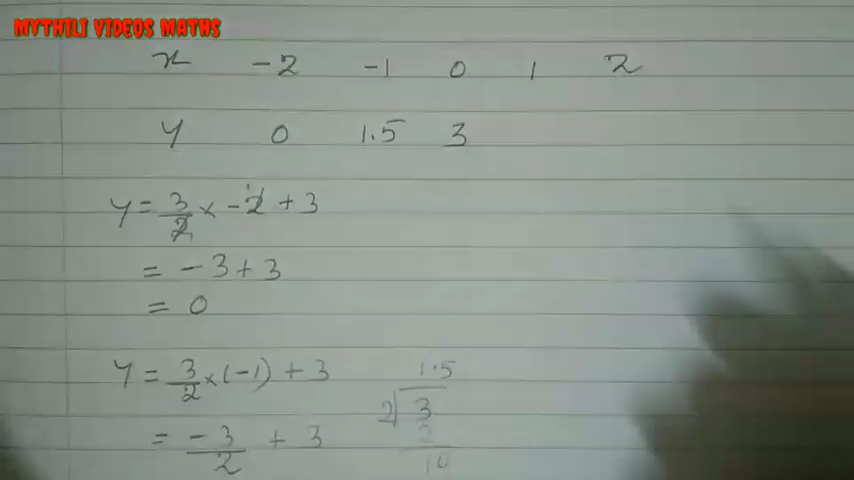 MYTHILI VIDEOS MATHS
x -2 -1 0 1 2
y 0 1.5 3
y = 3/2 × -2 + 3
= -3 + 3
= 0
y = 3/2 × (-1) + 3
1.5
2 3
= -3/2 + 3
2
10